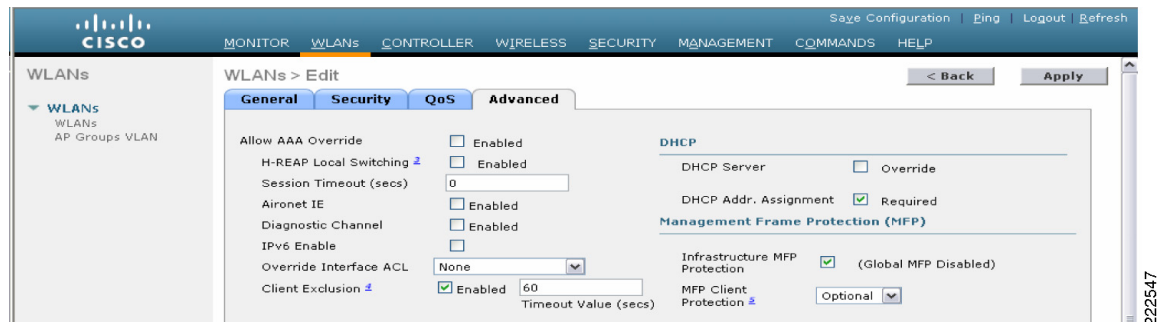 Save Configuration | Ping | Logout | Refresh
CISCO
MONITOR WLANs CONTROLLER WIRELESS SECURITY MANAGEMENT COMMANDS HELP
WLANs
WLANs
WLANs
AP Groups VLAN
WLANs > Edit
< Back
Apply
General Security QoS Advanced
Allow AAA Override Enabled
H-REAP Local Switching 2 Enabled
Session Timeout (secs) 0
Aironet IE Enabled
Diagnostic Channel Enabled
IPv6 Enable
Override Interface ACL None
Client Exclusion 4 Enabled 60
Timeout Value (secs)
DHCP
DHCP Server Override
DHCP Addr. Assignment Required
Management Frame Protection (MFP)
Infrastructure MFP
Protection (Global MFP Disabled)
MFP Client
Protection 5 Optional
222547